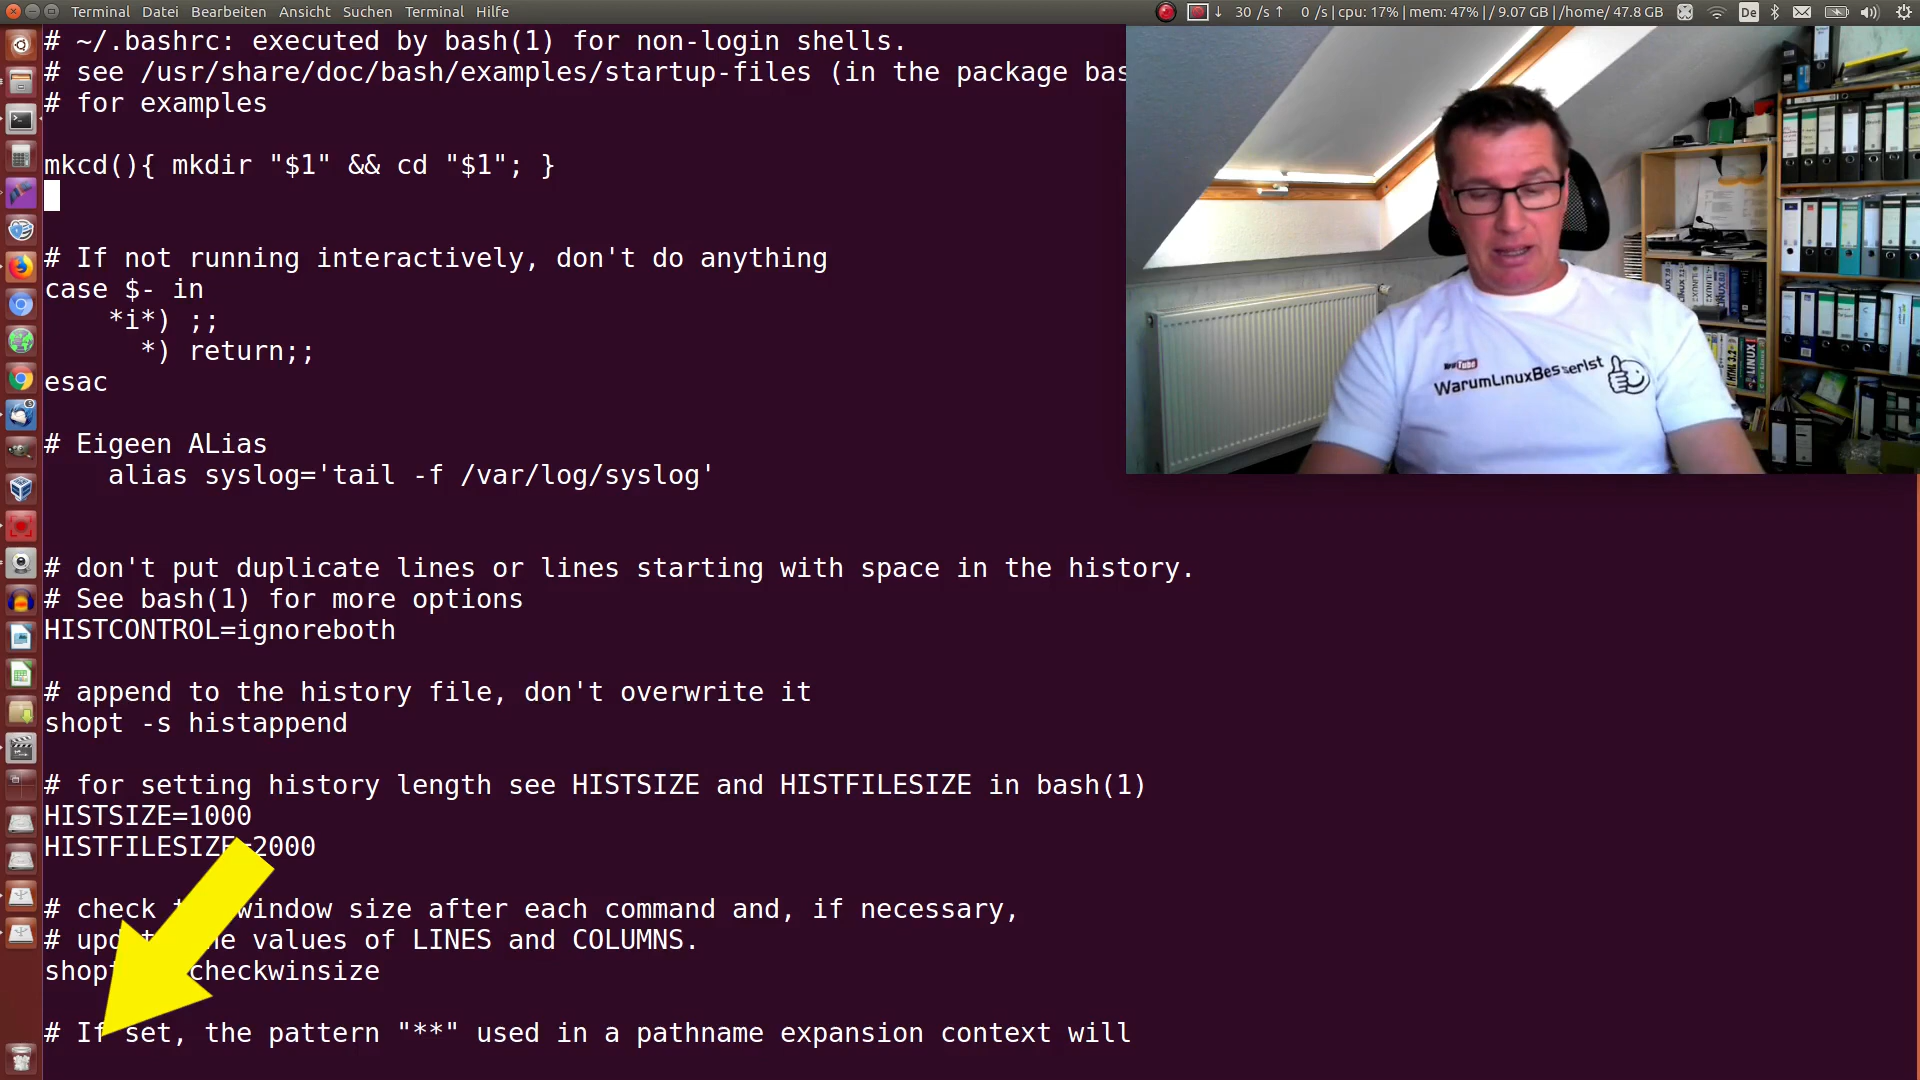 Terminal Datei Bearbeiten Ansicht Suchen Terminal Hilfe
30 /s 0 /s | cpu: 17% | mem: 47% | / 9.07 GB | /home/ 47.8 GB De
# ~/.bashrc: executed by bash(1) for non-login shells.
# see /usr/share/doc/bash/examples/startup-files (in the package bas
# for examples
mkcd(){ mkdir "$1" && cd "$1"; }
# If not running interactively, don't do anything
case $- in
*i*) ;;
*) return;;
esac
# Eigeen ALias
alias syslog='tail -f /var/log/syslog'
# don't put duplicate lines or lines starting with space in the history.
# See bash(1) for more options
HISTCONTROL=ignoreboth
# append to the history file, don't overwrite it
shopt -s histappend
# for setting history length see HISTSIZE and HISTFILESIZE in bash(1)
HISTSIZE=1000
HISTFILESIZE=2000
# check window size after each command and, if necessary,
# values of LINES and COLUMNS.
checkwinsize
# If set, the pattern "**" used in a pathname expansion context will
YouTube
WarumLinuxBesserIst
LINUX